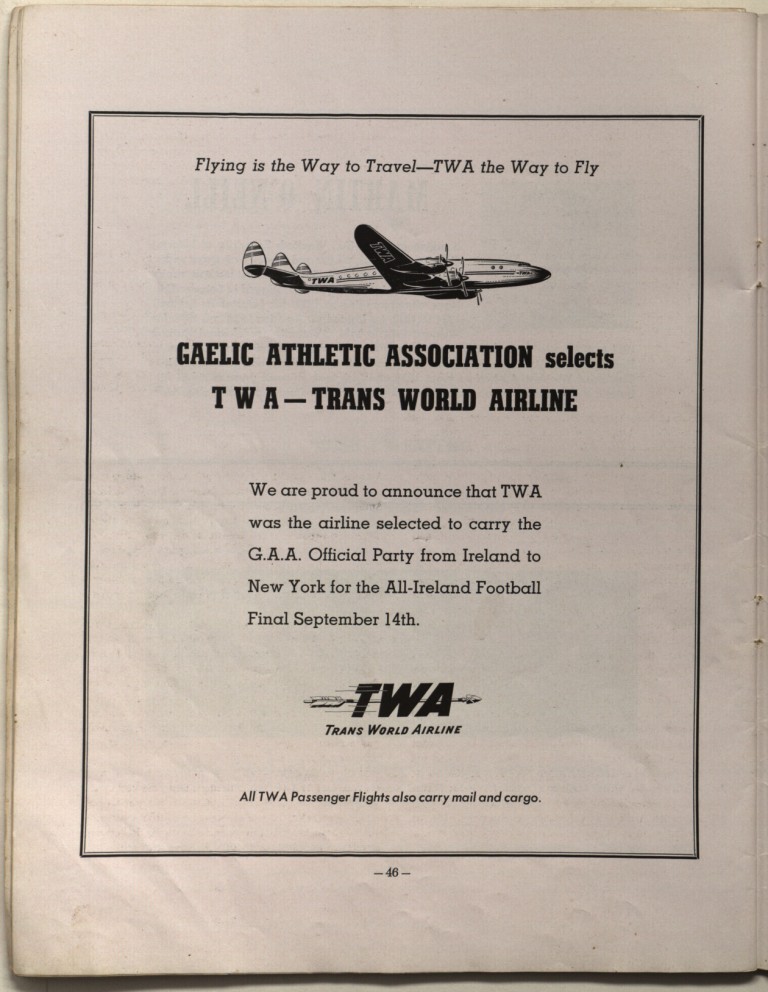 Flying is the Way to Travel—TWA the Way to Fly
TWA
TWA
TWA
GAELIC ATHLETIC ASSOCIATION selects
T W A — TRANS WORLD AIRLINE
We are proud to announce that TWA
was the airline selected to carry the
G.A.A. Official Party from Ireland to
New York for the All-Ireland Football
Final September 14th.
TWA
TRANS WORLD AIRLINE
All TWA Passenger Flights also carry mail and cargo.
— 46 —